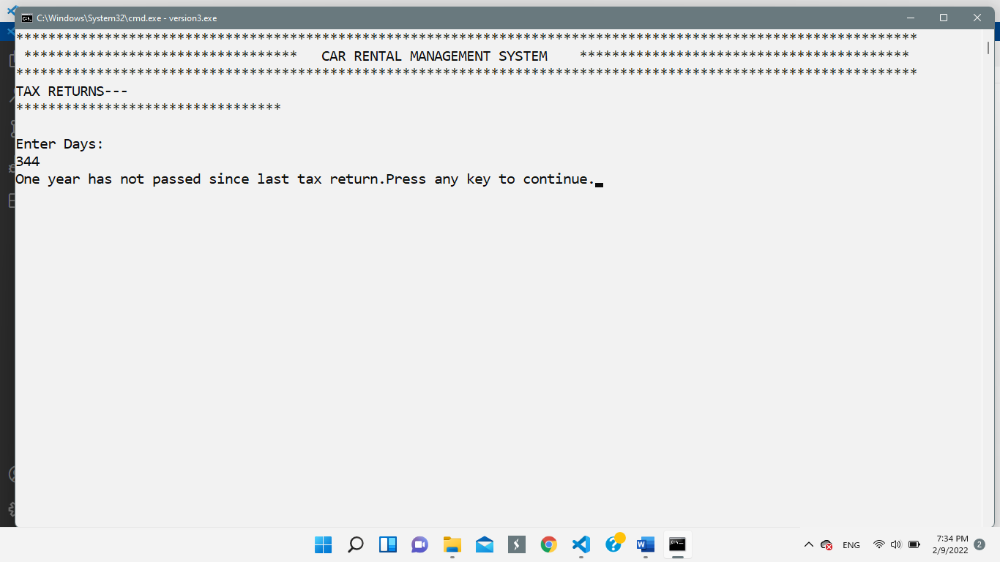 C:\Windows\System32\cmd.exe - version3.exe
****************************************************************************************************************
********************************** CAR RENTAL MANAGEMENT SYSTEM *****************************************
****************************************************************************************************************
TAX RETURNS---
*********************************
Enter Days:
344
One year has not passed since last tax return.Press any key to continue.
ENG
7:34 PM
2/9/2022
2